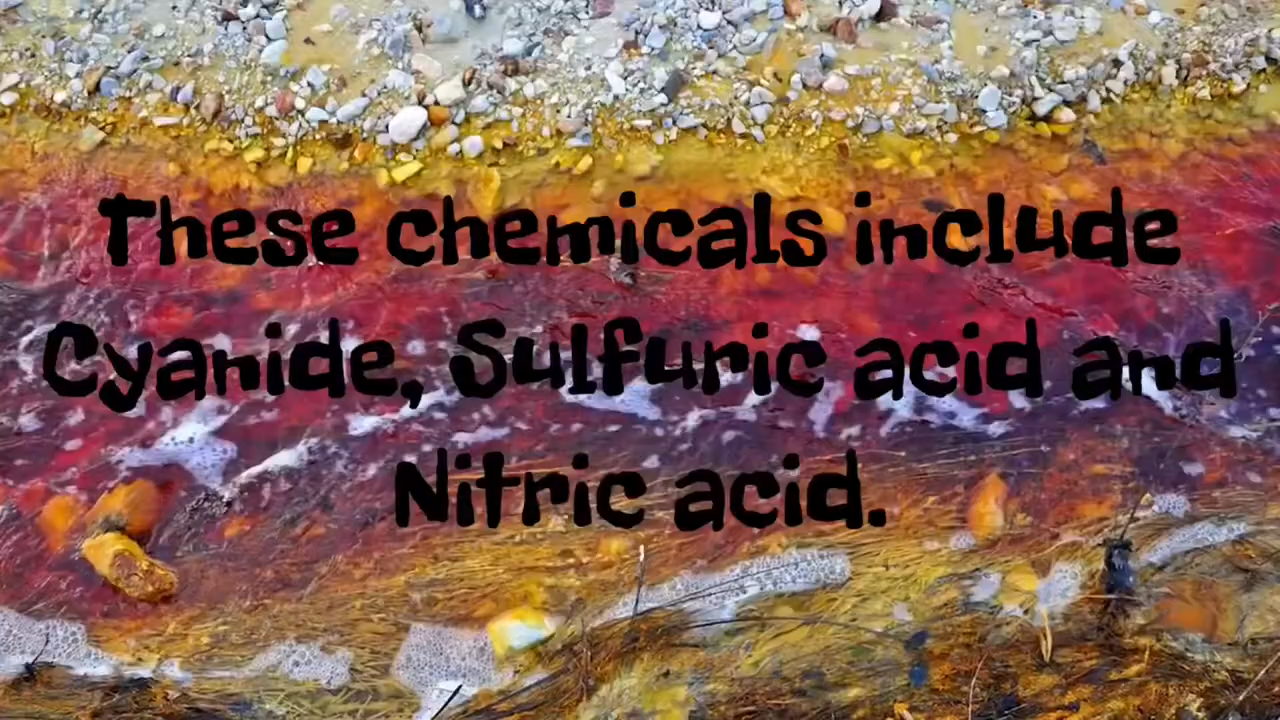 These chemicals include
Cyanide, Sulfuric acid and
Nitric acid.